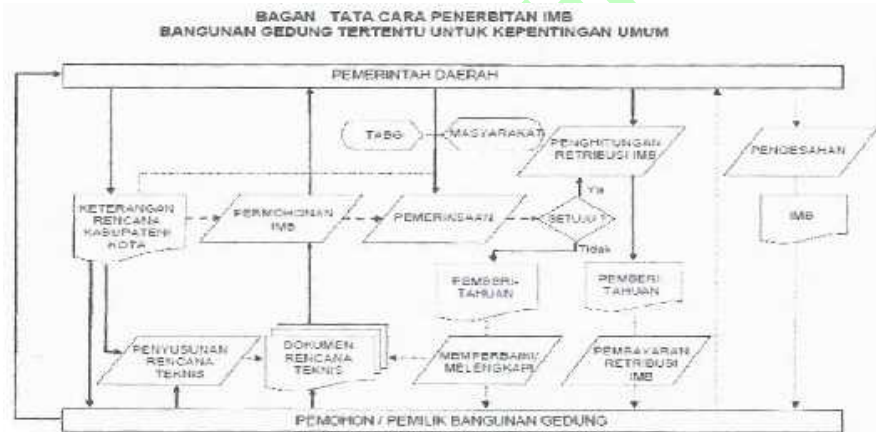 BAGAN TATA CARA PENERBITAN IMB
BANGUNAN GEDUNG TERTENTU UNTUK KEPENTINGAN UMUM
PEMERINTAH DAERAH
TABG
MASYARAKAT
PENGHITUNGAN
RETRIBUSI IMB
PENGESAHAN
Ya
KETERANGAN
RENCANA
KABUPATEN/
KOTA
PERMOHONAN
IMB
PEMERIKSAAN
SETUJU ?
IMB
Tidak
PEMBERI-
TAHUAN
PEMBERI-
TAHUAN
PENYUSUNAN
RENCANA
TEKNIS
DOKUMEN
RENCANA
TEKNIS
MEMPERBAIKI/
MELENGKAPI
PEMBAYARAN
RETRIBUSI
IMB
PEMOHON / PEMILIK BANGUNAN GEDUNG